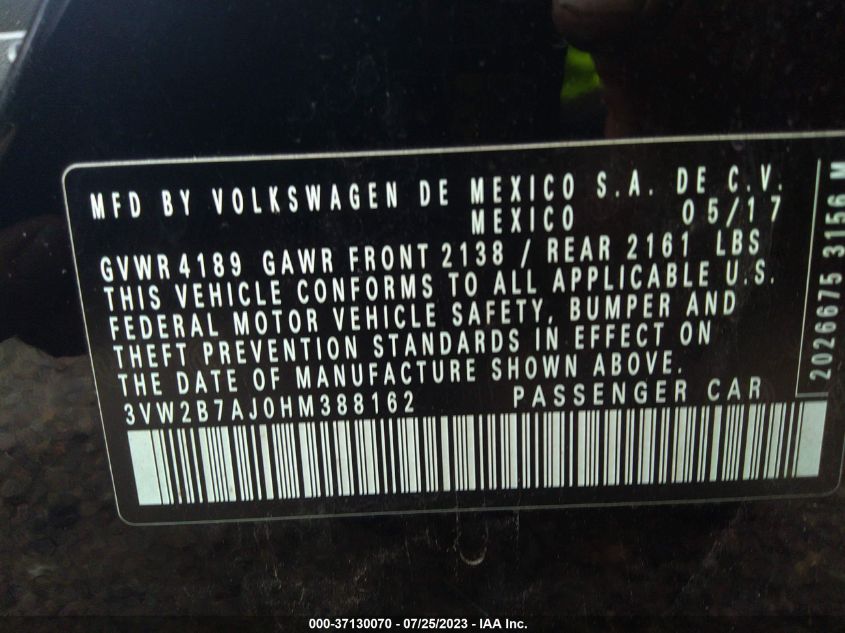 MFD BY VOLKSWAGEN DE MEXICO S.A. DE C.V.
MEXICO 05/17
GVWR 4189 GAWR FRONT 2138 / REAR 2161 LBS
THIS VEHICLE CONFORMS TO ALL APPLICABLE U.S.
FEDERAL MOTOR VEHICLE SAFETY, BUMPER AND
THEFT PREVENTION STANDARDS IN EFFECT ON
THE DATE OF MANUFACTURE SHOWN ABOVE.
3VW2B7AJ0HM388162 PASSENGER CAR
2026675 3156 M
000-37130070 - 07/25/2023 - IAA Inc.